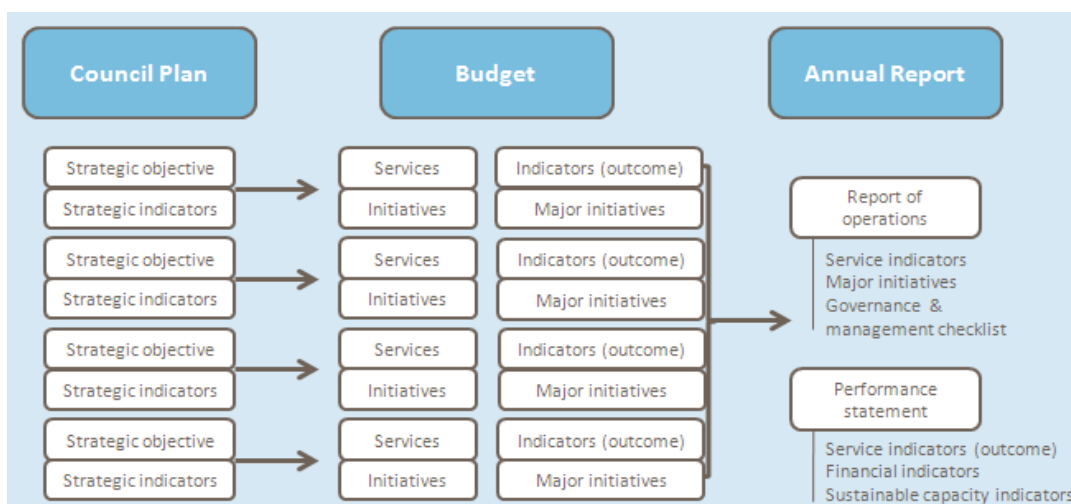 Council Plan
Budget
Annual Report
Strategic objective
Strategic indicators
Services
Initiatives
Indicators (outcome)
Major initiatives
Strategic objective
Strategic indicators
Services
Initiatives
Indicators (outcome)
Major initiatives
Strategic objective
Strategic indicators
Services
Initiatives
Indicators (outcome)
Major initiatives
Strategic objective
Strategic indicators
Services
Initiatives
Indicators (outcome)
Major initiatives
Report of
operations
Service indicators
Major initiatives
Governance &
management checklist
Performance
statement
Service indicators (outcome)
Financial indicators
Sustainable capacity indicators